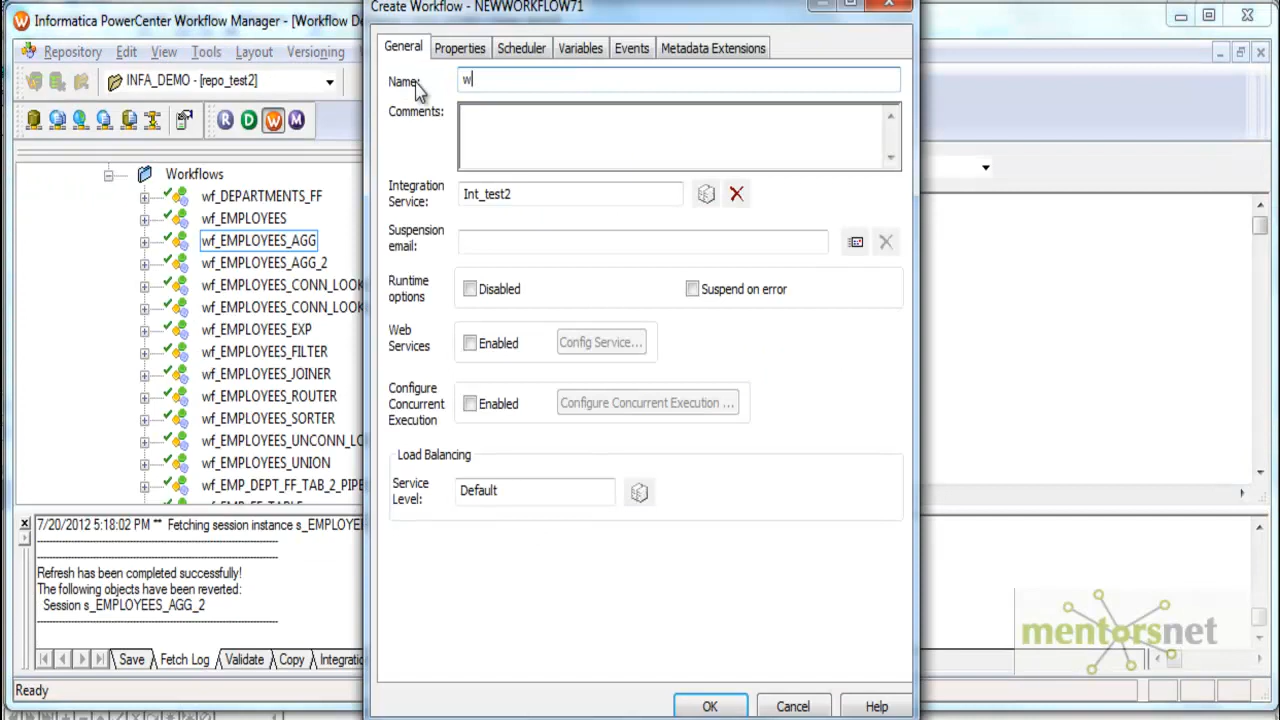 Informatica PowerCenter Workflow Manager - [Workflow De
Create Workflow - NEWWORKFLOW71
Repository Edit View Tools Layout Versioning
INFA_DEMO - [repo_test2]
R D W M
Workflows
wf_DEPARTMENTS_FF
wf_EMPLOYEES
wf_EMPLOYEES_AGG
wf_EMPLOYEES_AGG_2
wf_EMPLOYEES_CONN_LOOK
wf_EMPLOYEES_CONN_LOOK
wf_EMPLOYEES_EXP
wf_EMPLOYEES_FILTER
wf_EMPLOYEES_JOINER
wf_EMPLOYEES_ROUTER
wf_EMPLOYEES_SORTER
wf_EMPLOYEES_UNCONN_LO
wf_EMPLOYEES_UNION
wf_EMP_DEPT_FF_TAB_2_PIPE
General Properties Scheduler Variables Events Metadata Extensions
Name: w
Comments:
Integration
Service: Int_test2
Suspension
email:
Runtime
options
Disabled Suspend on error
Web
Services
Enabled Config Service...
Configure
Concurrent
Execution
Enabled Configure Concurrent Execution ...
Load Balancing
Service
Level: Default
OK Cancel Help
7/20/2012 5:18:02 PM ** Fetching session instance s_EMPLOYEE
Refresh has been completed successfully!
The following objects have been reverted:
Session s_EMPLOYEES_AGG_2
Save Fetch Log Validate Copy Integratio
Ready
mentorsnet